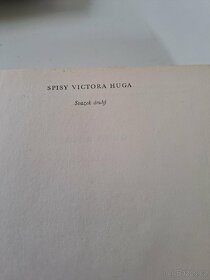 SPISY VICTORA HUGA
Svazek druhý